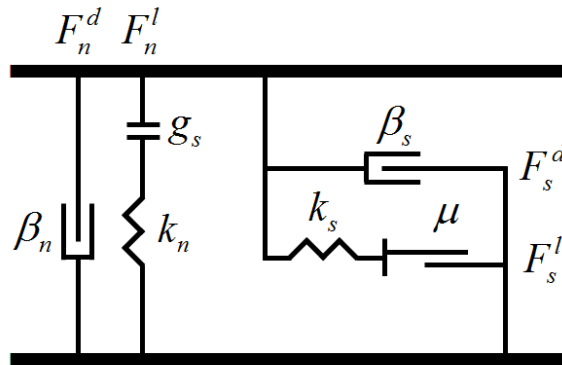 F_n^d F_n^l
g_s
β_s
F_s^d
β_n k_n k_s μ
F_s^l